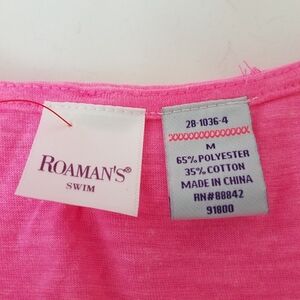 ROAMAN'S®
SWIM
28-1036-4
M
65% POLYESTER
35% COTTON
MADE IN CHINA
RN#88842
91800